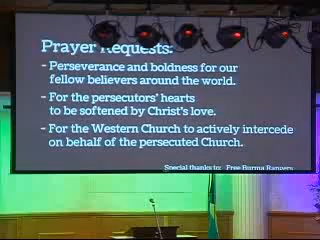 Prayer Requests:
- Perseverance and boldness for our
fellow believers around the world.
- For the persecutors' hearts
to be softened by Christ's love.
- For the Western Church to actively intercede
on behalf of the persecuted Church.
Special thanks to: Free Burma Rangers